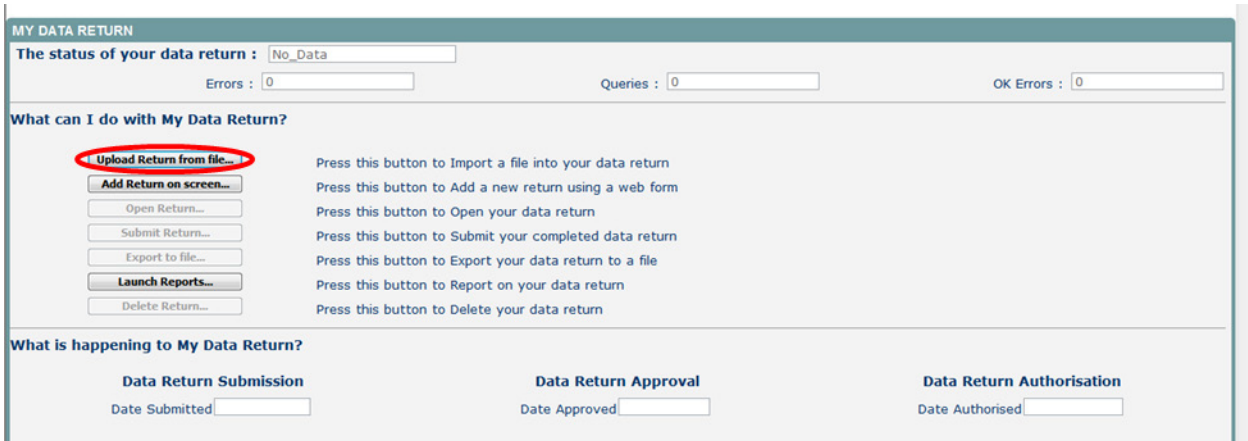 MY DATA RETURN
The status of your data return : No_Data
Errors : 0 Queries : 0 OK Errors : 0
What can I do with My Data Return?
Upload Return from file... Press this button to Import a file into your data return
Add Return on screen... Press this button to Add a new return using a web form
Open Return... Press this button to Open your data return
Submit Return... Press this button to Submit your completed data return
Export to file... Press this button to Export your data return to a file
Launch Reports... Press this button to Report on your data return
Delete Return... Press this button to Delete your data return
What is happening to My Data Return?
Data Return Submission Data Return Approval Data Return Authorisation
Date Submitted Date Approved Date Authorised